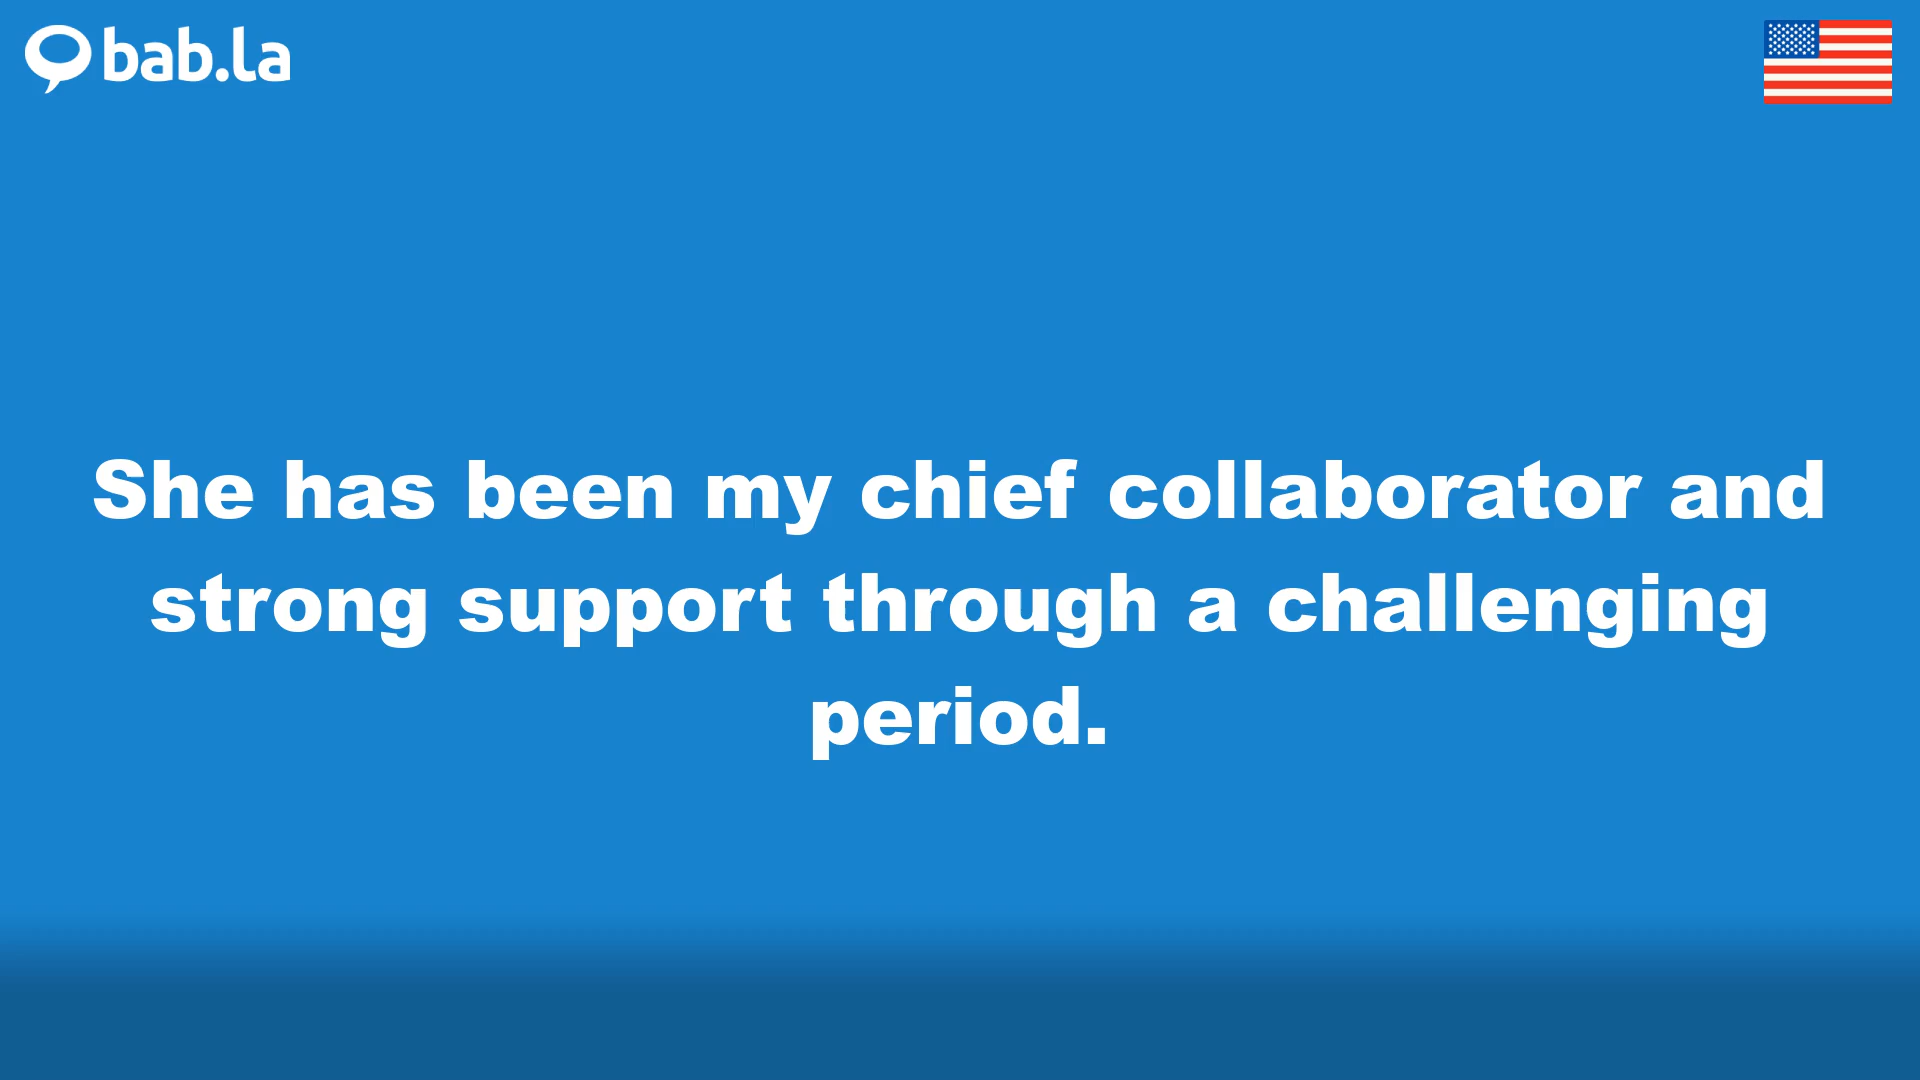 bab.la
She has been my chief collaborator and
strong support through a challenging
period.